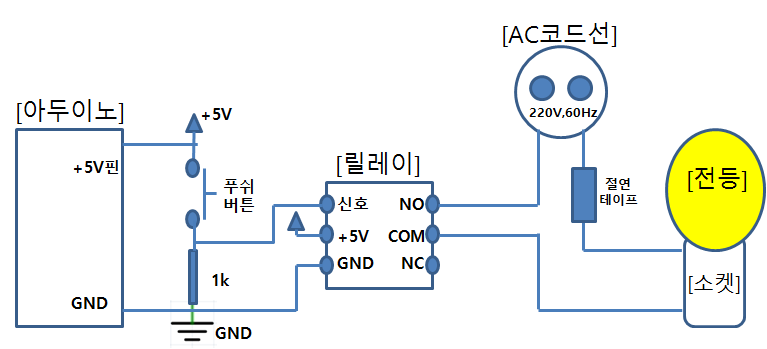 [AC코드선]
220V,60Hz
[아두이노]
+5V
+5V핀
푸쉬
버튼
[릴레이]
신호
NO
+5V
COM
GND
NC
절연
테이프
[전등]
[소켓]
1k
GND
GND